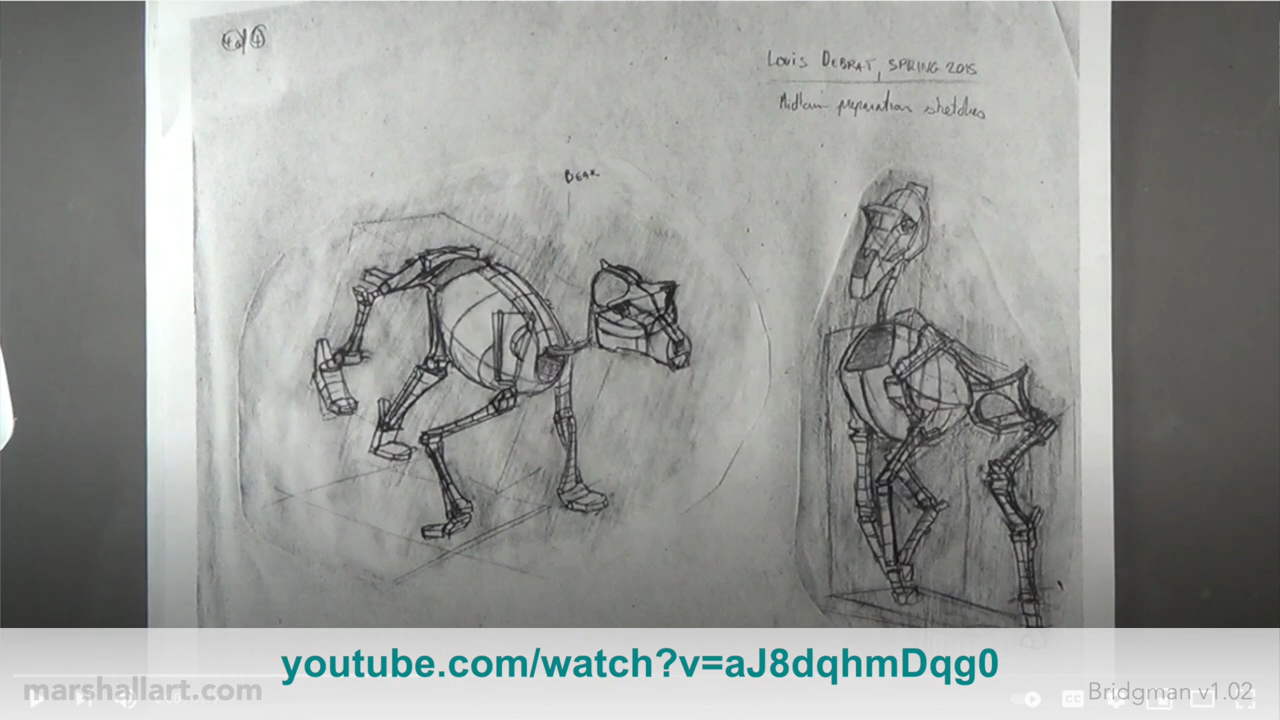 LOUIS DEBRAT, SPRING 2015
Midterm preparation sketches
BEAR
youtube.com/watch?v=aJ8dqhmDqg0
marshallart.com
Bridgman v1.02